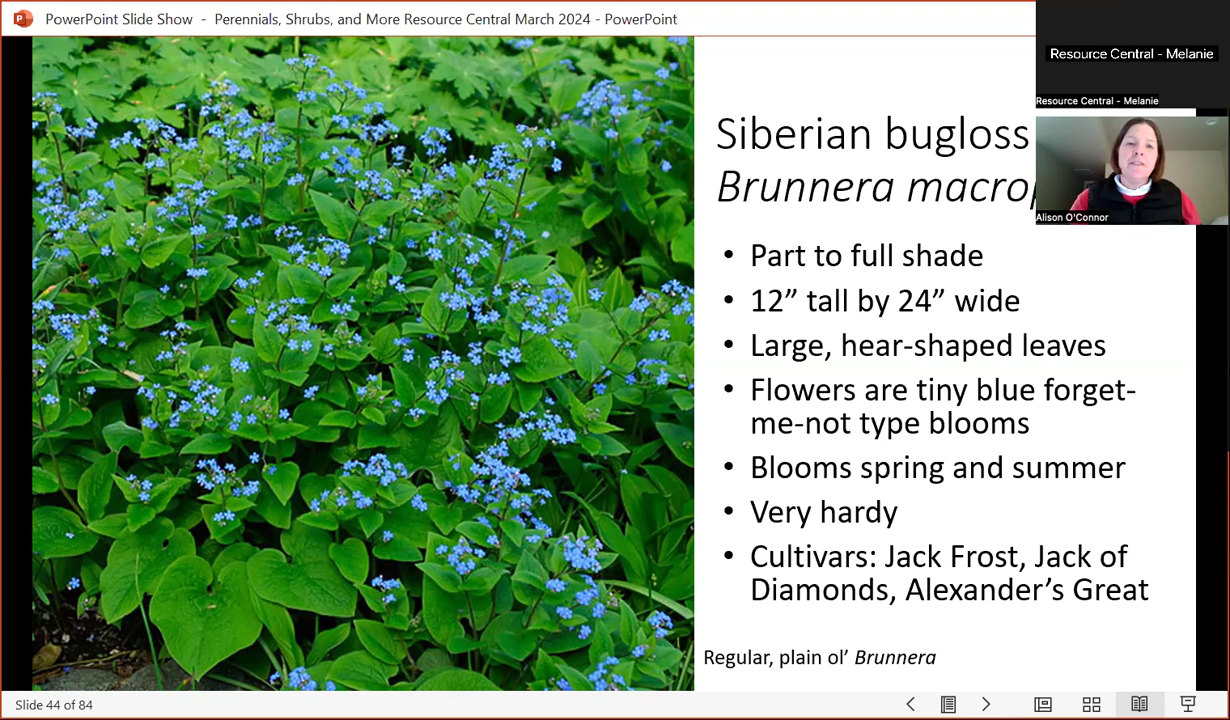 PowerPoint Slide Show - Perennials, Shrubs, and More Resource Central March 2024 - PowerPoint
Resource Central - Melanie
Resource Central - Melanie
Alison O'Connor
Siberian bugloss
Brunnera
• Part to full shade
• 12” tall by 24” wide
• Large, hear-shaped leaves
• Flowers are tiny blue forget-
me-not type blooms
• Blooms spring and summer
• Very hardy
• Cultivars: Jack Frost, Jack of
Diamonds, Alexander’s Great
Regular, plain ol’ Brunnera
Slide 44 of 84